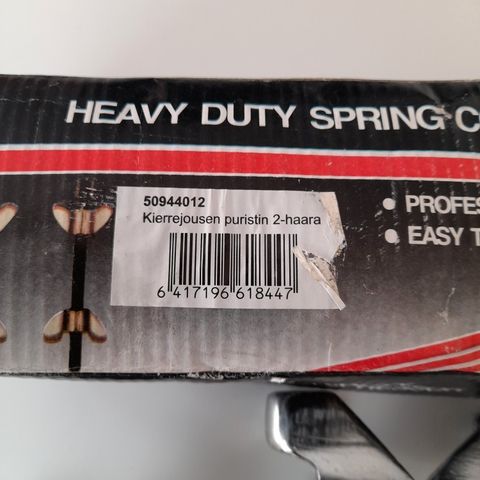 HEAVY DUTY SPRING C
50944012
Kierrejousen puristin 2-haara
6 417196 618447
• PROFES
• EASY T